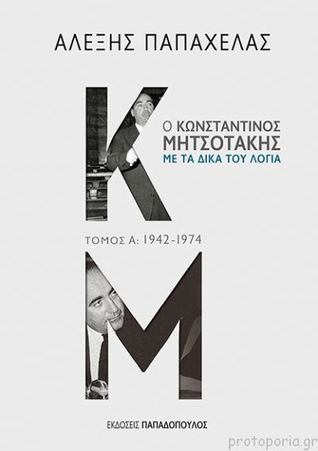 ΑΛΕΞΗΣ ΠΑΠΑΧΕΛΑΣ
Κ
Ο ΚΩΝΣΤΑΝΤΙΝΟΣ
ΜΗΤΣΟΤΑΚΗΣ
ΜΕ ΤΑ ΔΙΚΑ ΤΟΥ ΛΟΓΙΑ
ΤΟΜΟΣ Α: 1942-1974
Μ
ΕΚΔΟΣΕΙΣ ΠΑΠΑΔΟΠΟΥΛΟΣ
protoporia.gr